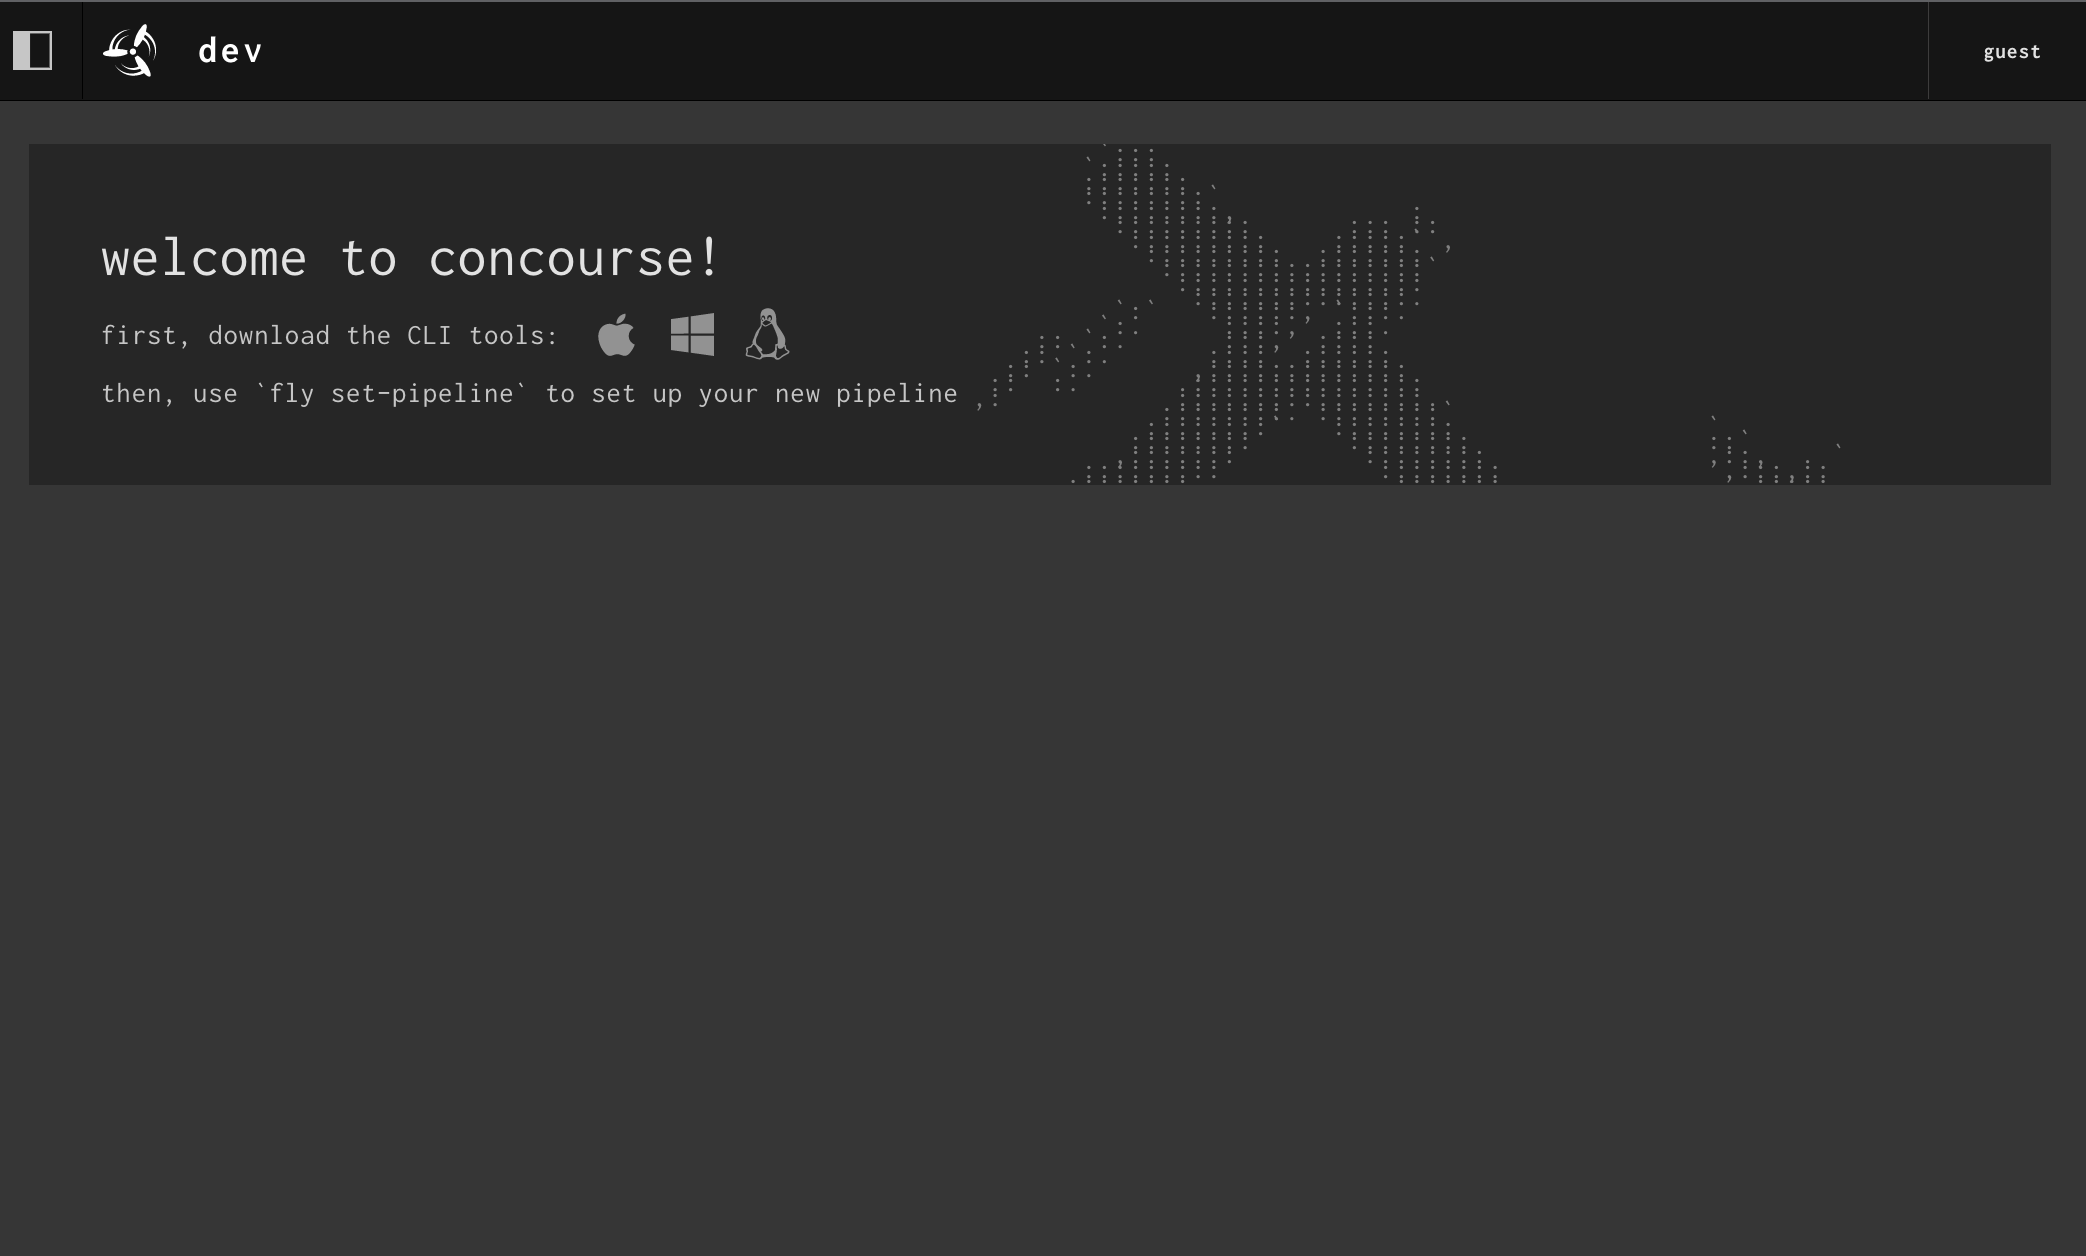 dev
guest
welcome to concourse!
first, download the CLI tools:
then, use `fly set-pipeline` to set up your new pipeline